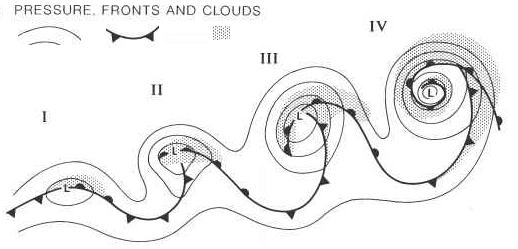 PRESSURE, FRONTS AND CLOUDS
IV
III
II
I
L
L
L
L